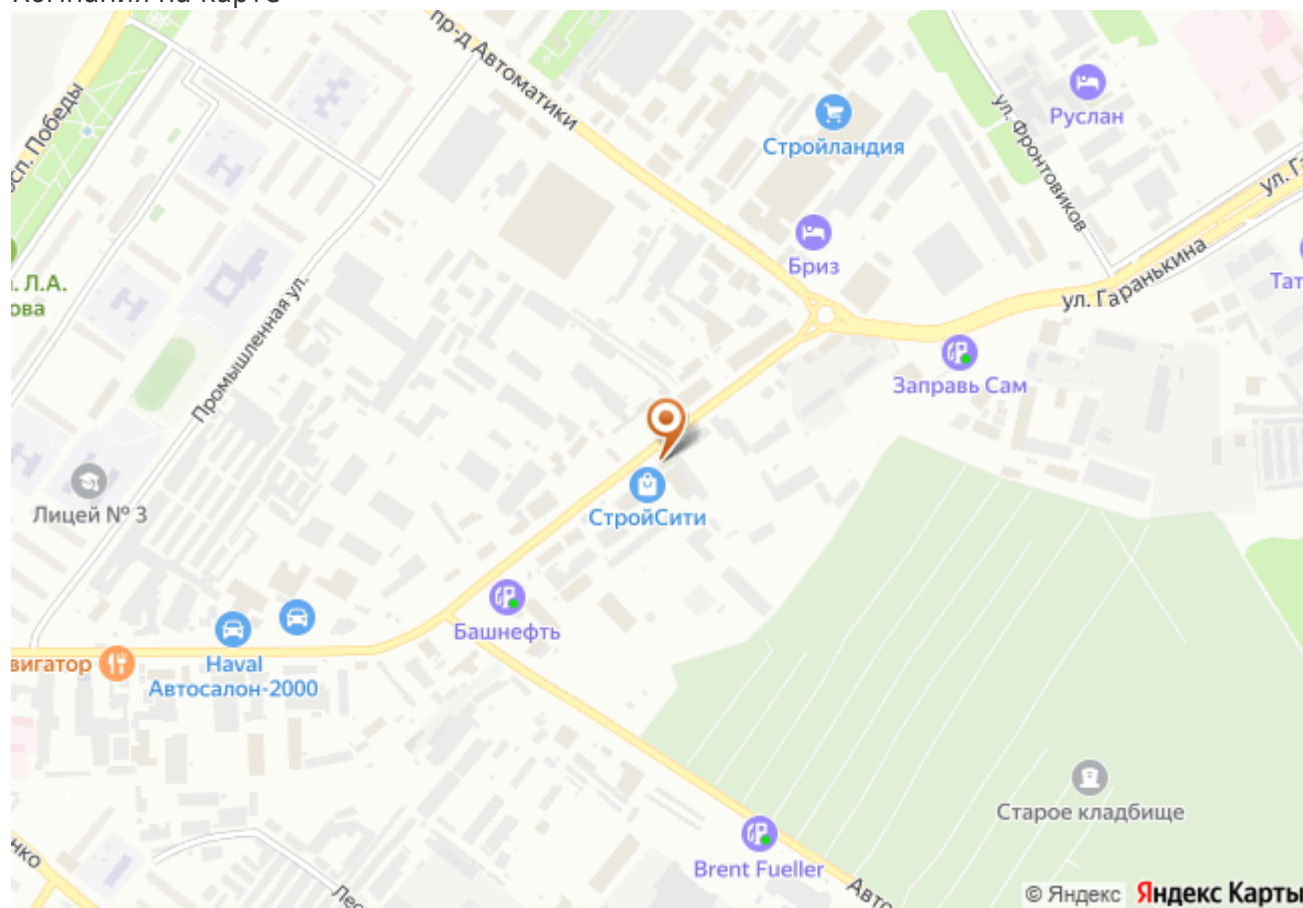 пр-д Автоматики
Победы
ул. Фронтовиков
Руслан
Стройландия
Бриз
ул. Гаранькина
Заправь Сам
Промышленная ул.
Л.А.
СтройСити
Лицей № 3
Башнефть
Haval
Автосалон-2000
Старое кладбище
Brent Fueller
© Яндекс Яндекс Карты